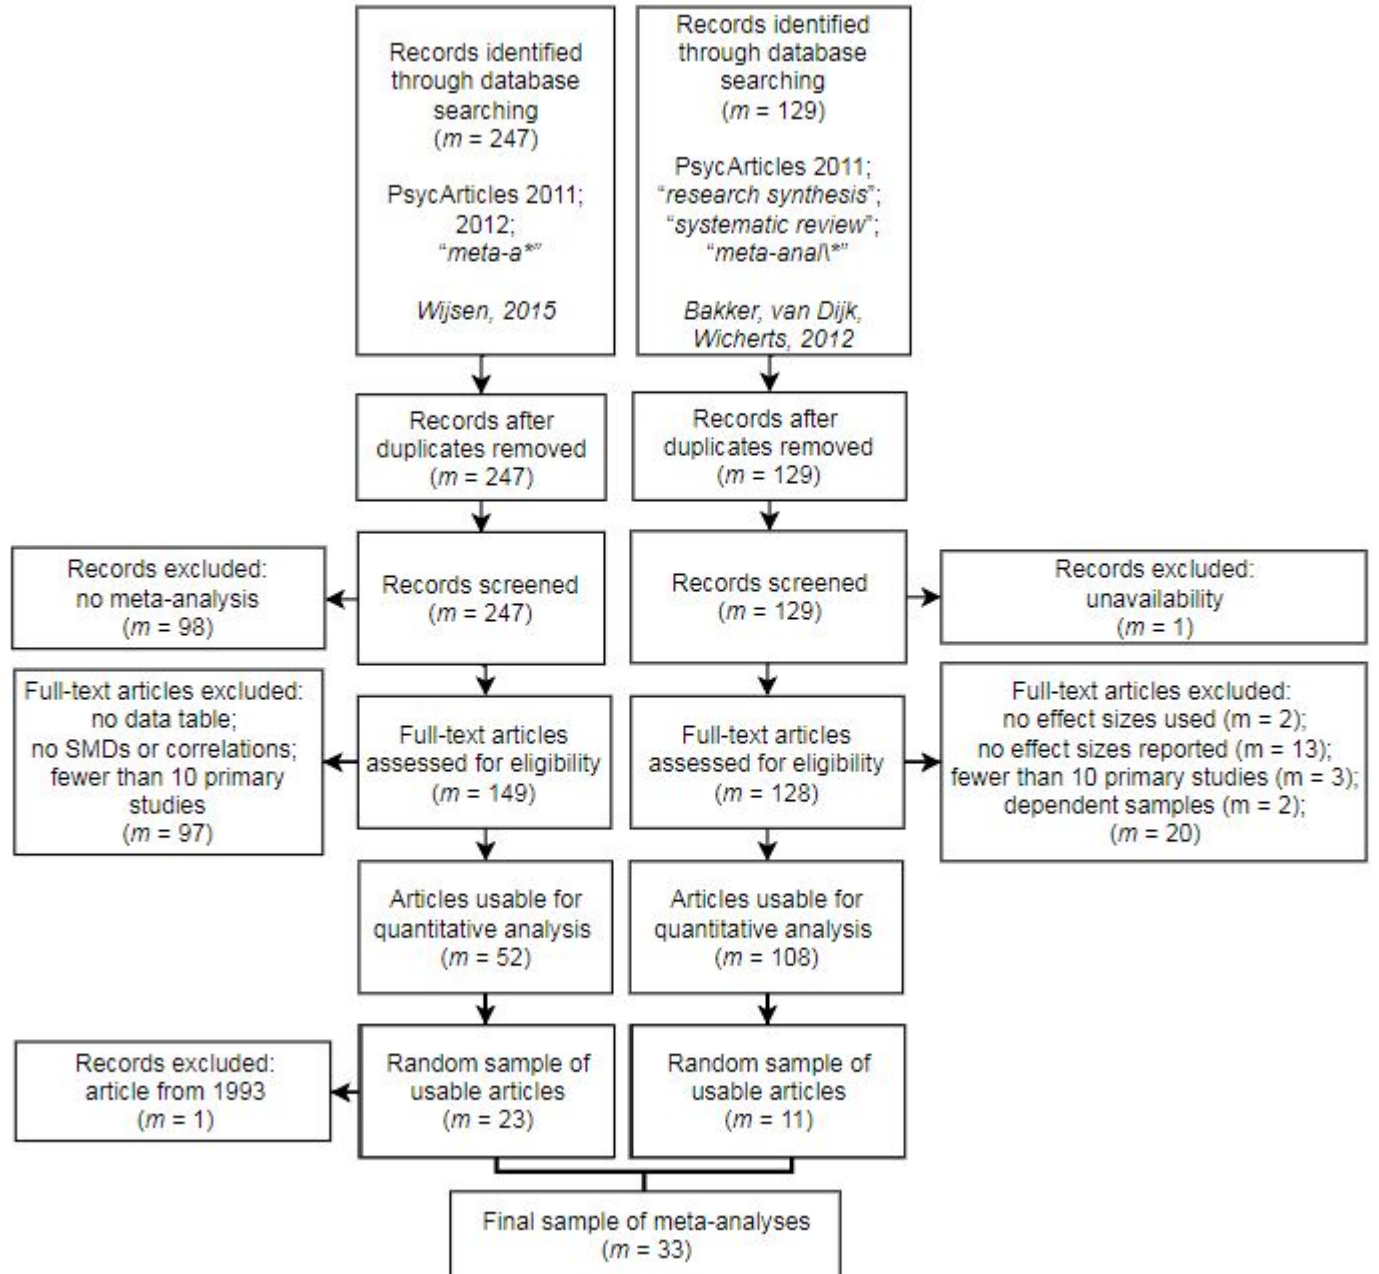 Records identified
through database
searching
(m = 247)
PsycArticles 2011;
2012;
“meta-a*”
Wijsen, 2015
Records identified
through database
searching
(m = 129)
PsycArticles 2011;
“research synthesis”;
“systematic review”;
“meta-anal\*”
Bakker, van Dijk,
Wicherts, 2012
Records after
duplicates removed
(m = 247)
Records after
duplicates removed
(m = 129)
Records excluded:
no meta-analysis
(m = 98)
Records screened
(m = 247)
Records screened
(m = 129)
Records excluded:
unavailability
(m = 1)
Full-text articles excluded:
no data table;
no SMDs or correlations;
fewer than 10 primary
studies
(m = 97)
Full-text articles
assessed for eligibility
(m = 149)
Full-text articles
assessed for eligibility
(m = 128)
Full-text articles excluded:
no effect sizes used (m = 2);
no effect sizes reported (m = 13);
fewer than 10 primary studies (m = 3);
dependent samples (m = 2);
(m = 20)
Articles usable for
quantitative analysis
(m = 52)
Articles usable for
quantitative analysis
(m = 108)
Records excluded:
article from 1993
(m = 1)
Random sample of
usable articles
(m = 23)
Random sample of
usable articles
(m = 11)
Final sample of meta-analyses
(m = 33)